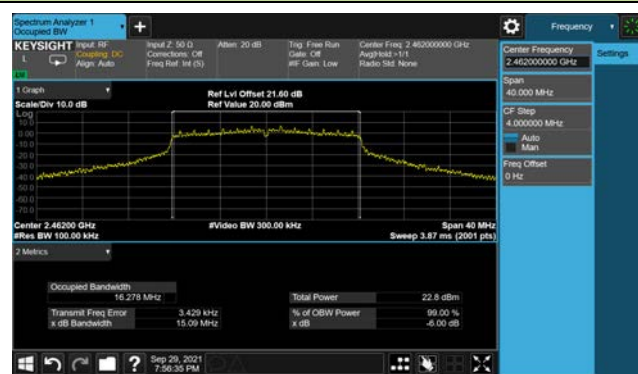 Spectrum Analyzer 1
Occupied BW
Frequency
KEYSIGHT
L
Input: RF
Coupling: DC
Align: Auto
Input Z: 50 Ω
Corrections: Off
Freq Ref: Int (S)
Atten: 20 dB
Trig: Free Run
Gate: Off
#IF Gain: Low
Center Freq: 2.462000000 GHz
Avg|Hold:>1/1
Radio Std: None
Center Frequency
2.462000000 GHz
Settings
Span
40.000 MHz
CF Step
4.000000 MHz
Auto
Man
Freq Offset
0 Hz
1 Graph
Scale/Div 10.0 dB
Ref Lvl Offset 21.60 dB
Ref Value 20.00 dBm
Log
10.0
0.00
-10.0
-20.0
-30.0
-40.0
-50.0
-60.0
-70.0
Center 2.46200 GHz
#Res BW 100.00 kHz
#Video BW 300.00 kHz
Span 40 MHz
Sweep 3.87 ms (2001 pts)
2 Metrics
Occupied Bandwidth
16.278 MHz
Total Power 22.8 dBm
Transmit Freq Error 3.429 kHz
% of OBW Power 99.00 %
x dB Bandwidth 15.09 MHz
x dB -6.00 dB
?
Sep 29, 2021
7:56:35 PM